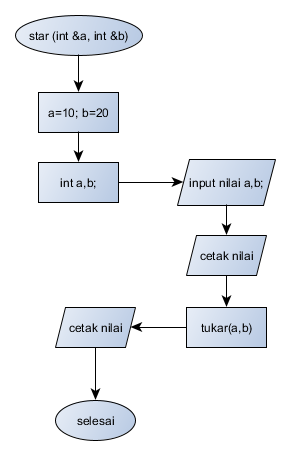 star (int &a, int &b)
a=10; b=20
int a,b;
input nilai a,b;
cetak nilai
tukar(a,b)
cetak nilai
selesai